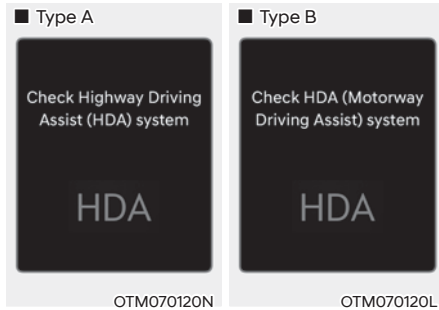 ■ Type A
Check Highway Driving
Assist (HDA) system
HDA
OTM070120N
■ Type B
Check HDA (Motorway
Driving Assist) system
HDA
OTM070120L